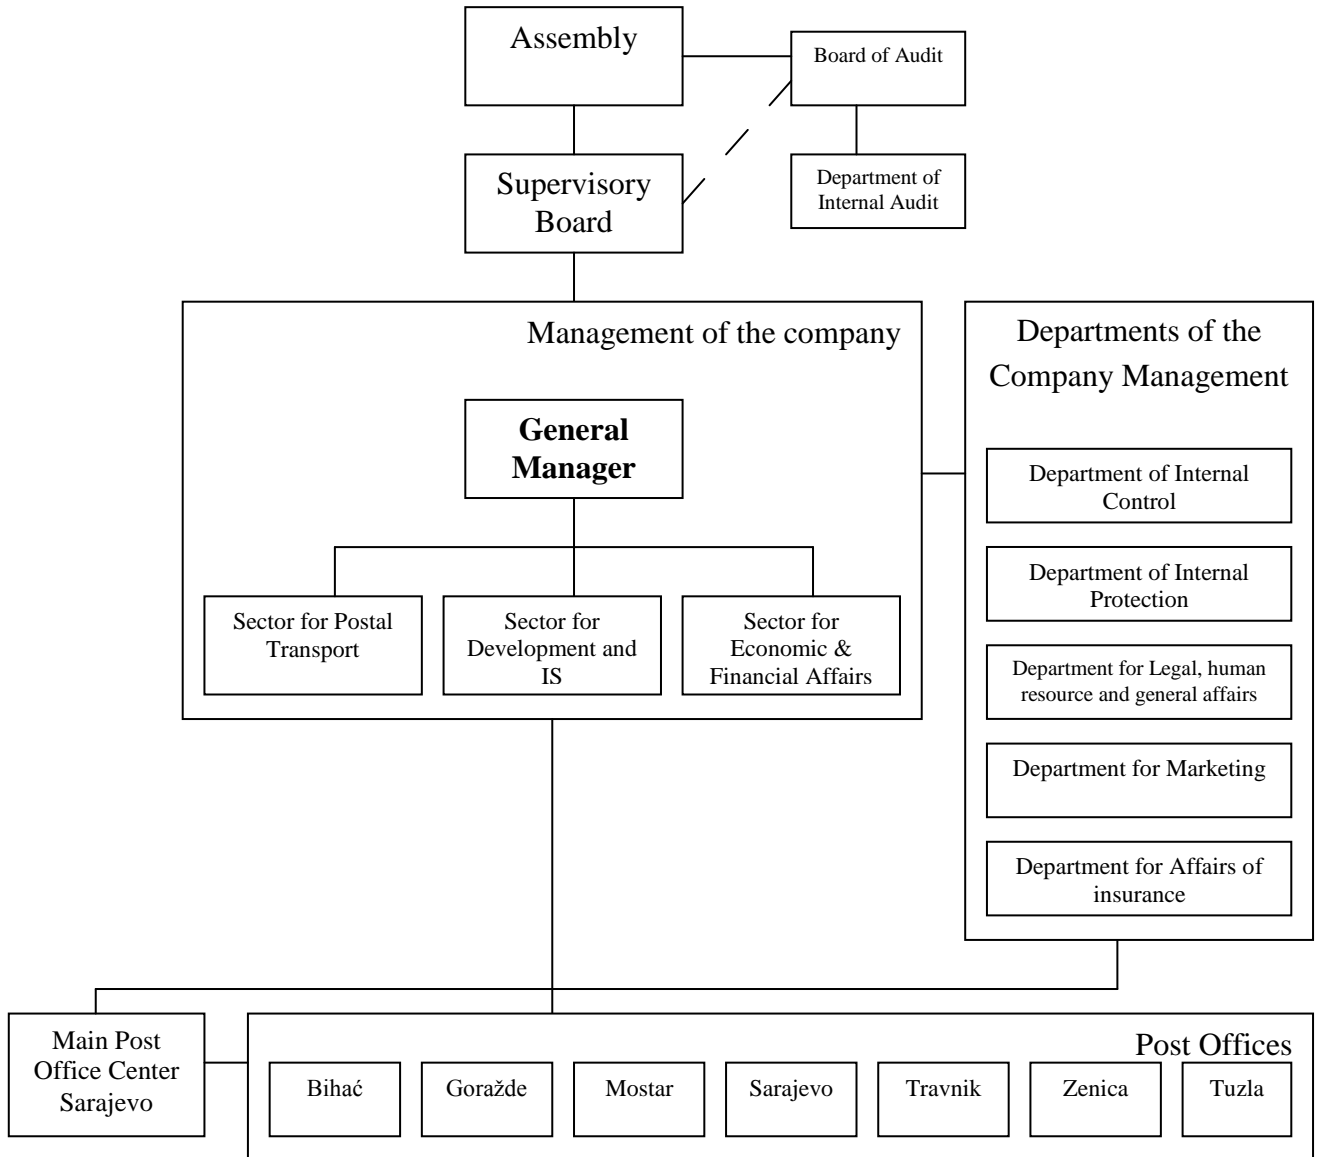 Assembly
Board of Audit
Supervisory
Board
Department of
Internal Audit
Management of the company
General
Manager
Sector for Postal
Transport
Sector for
Development and
IS
Sector for
Economic &
Financial Affairs
Departments of the
Company Management
Department of Internal
Control
Department of Internal
Protection
Department for Legal, human
resource and general affairs
Department for Marketing
Department for Affairs of
insurance
Main Post
Office Center
Sarajevo
Post Offices
Bihać
Goražde
Mostar
Sarajevo
Travnik
Zenica
Tuzla